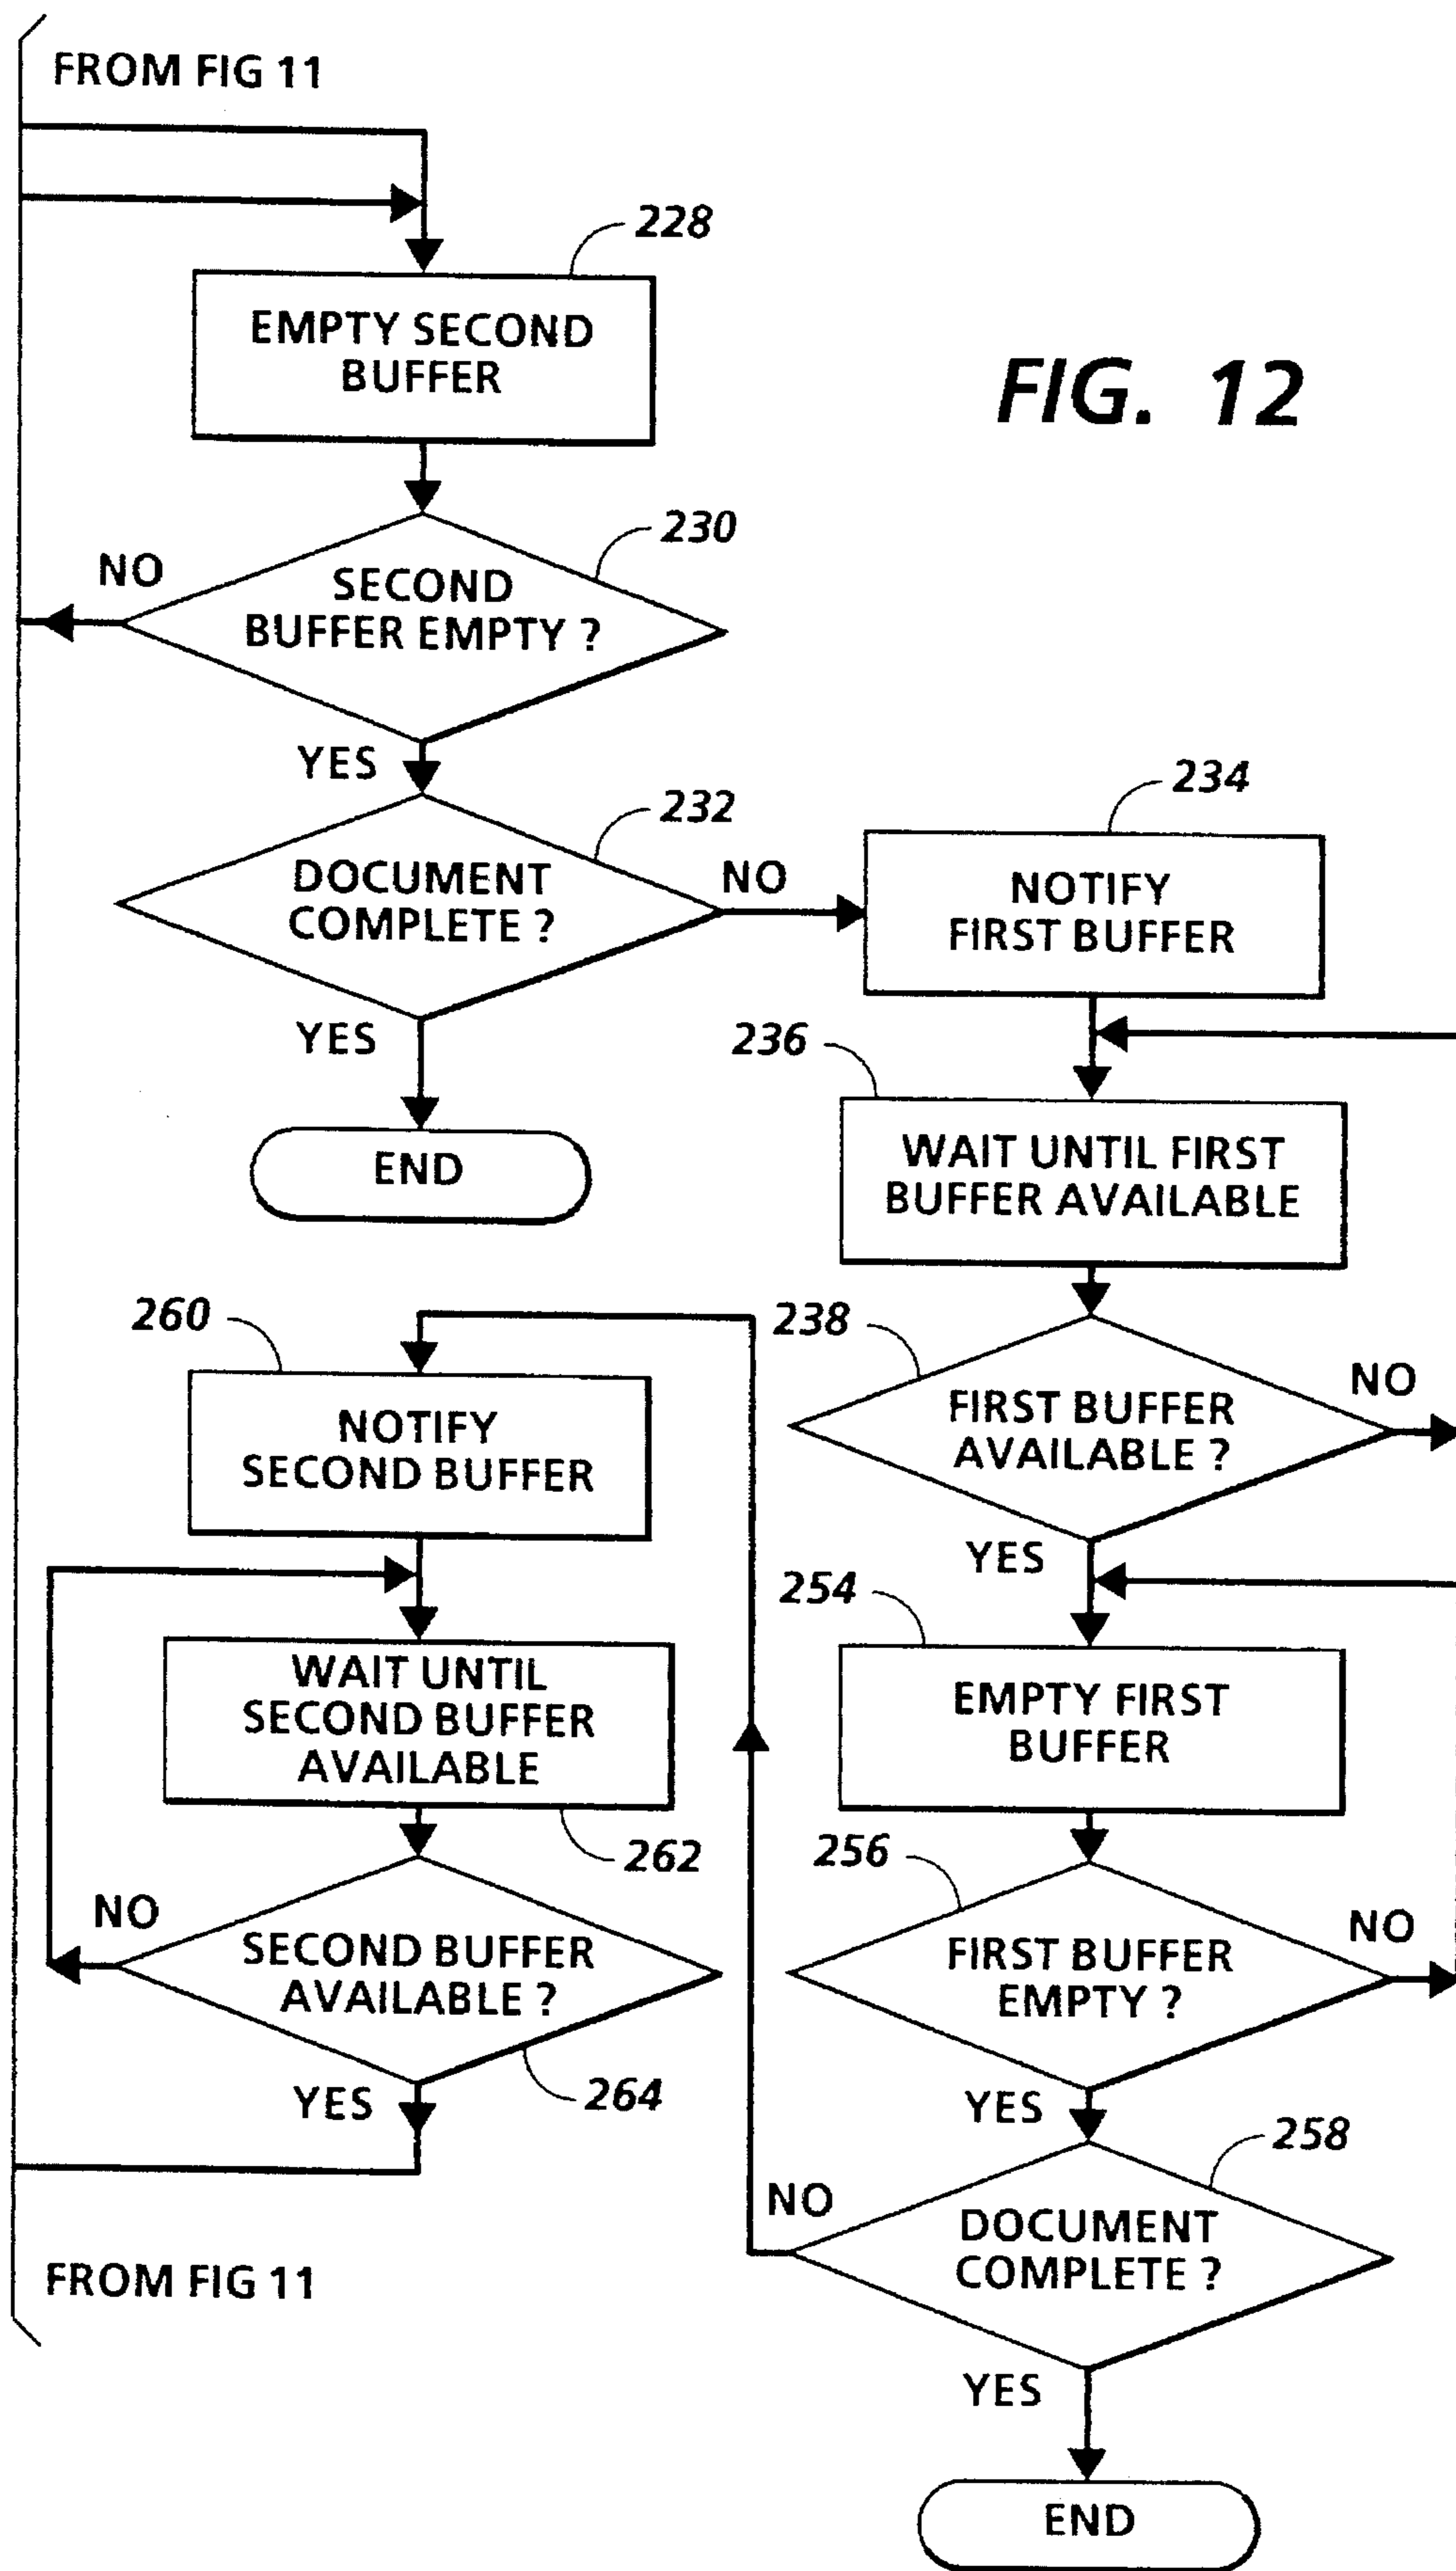 FROM FIG 11
228
EMPTY SECOND
BUFFER
FIG. 12
230
NO
SECOND
BUFFER EMPTY ?
YES
232
DOCUMENT
COMPLETE ?
NO
234
NOTIFY
FIRST BUFFER
YES
END
236
WAIT UNTIL FIRST
BUFFER AVAILABLE
238
FIRST BUFFER
AVAILABLE ?
NO
YES
254
EMPTY FIRST
BUFFER
256
FIRST BUFFER
EMPTY ?
NO
YES
258
DOCUMENT
COMPLETE ?
NO
YES
END
260
NOTIFY
SECOND BUFFER
WAIT UNTIL
SECOND BUFFER
AVAILABLE
262
NO
SECOND BUFFER
AVAILABLE ?
264
YES
FROM FIG 11